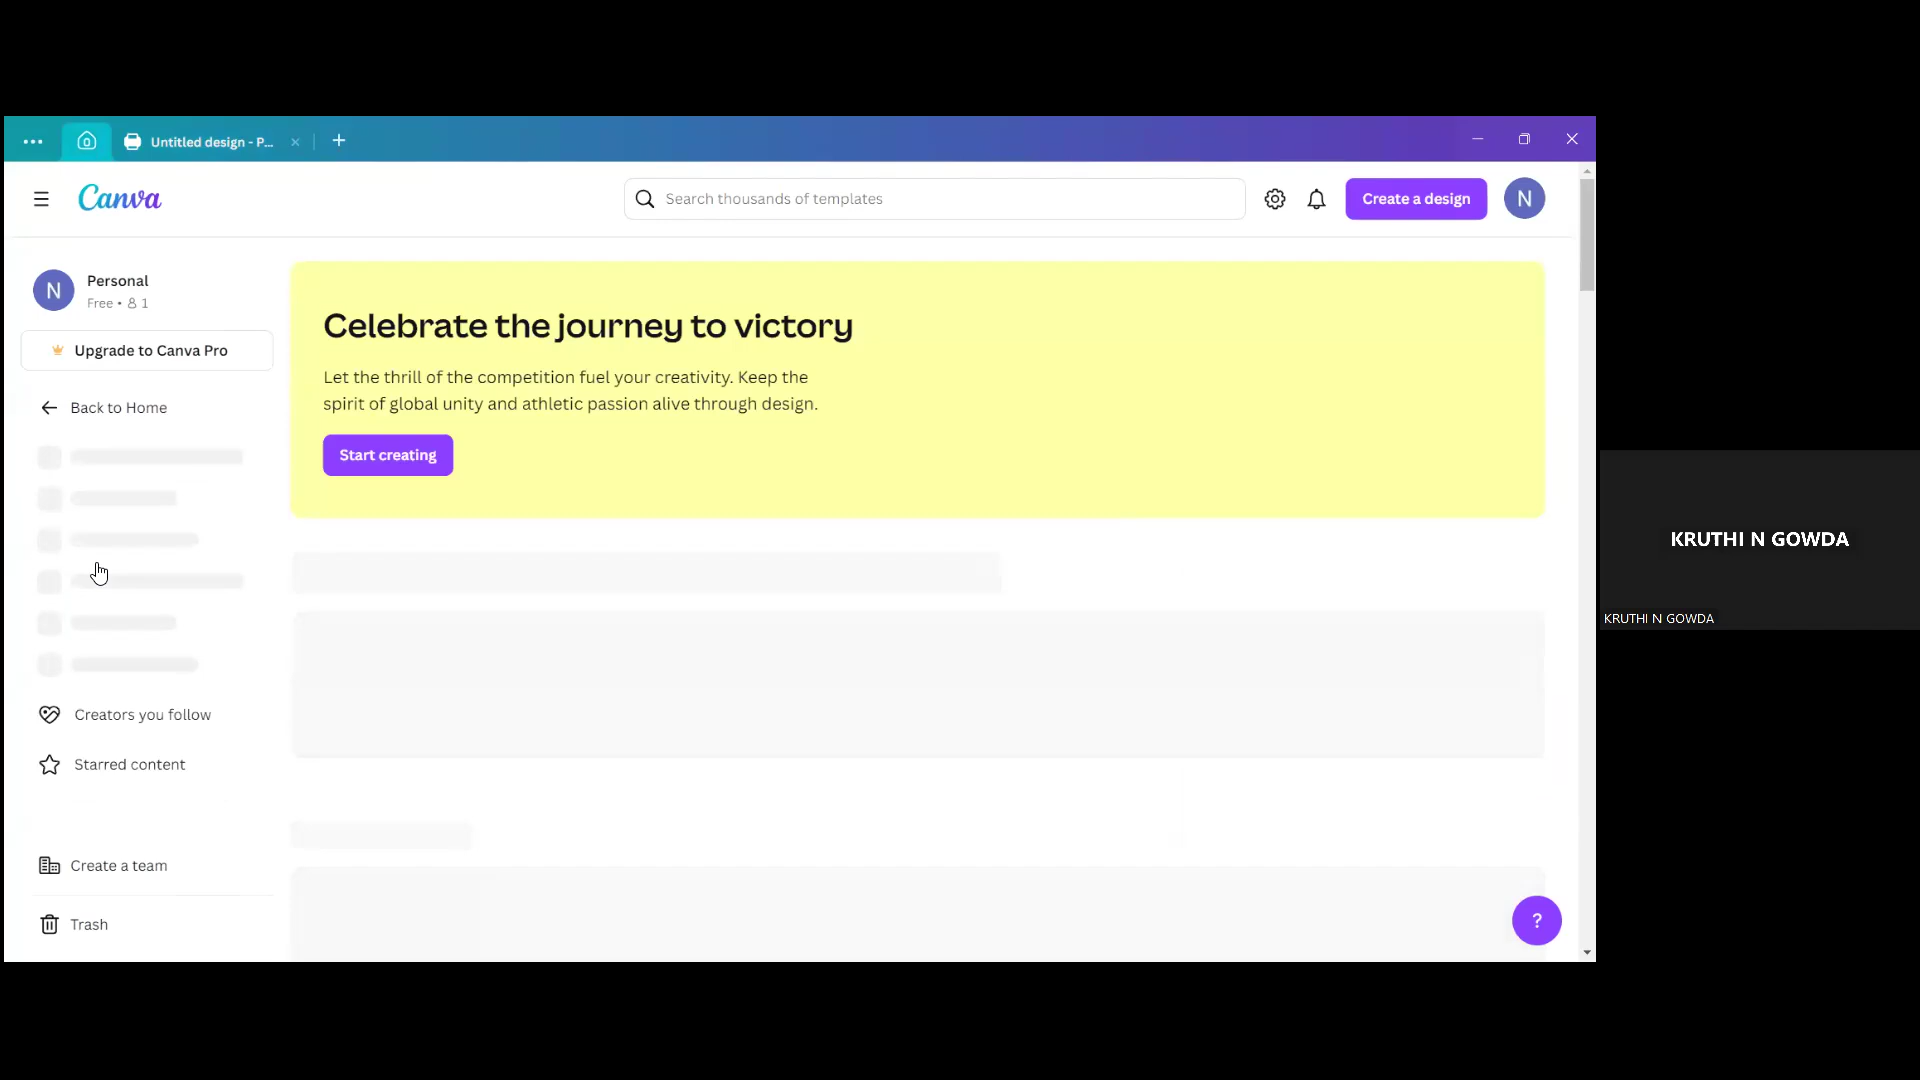 Untitled design - P...
Canva
Search thousands of templates
Create a design
N
N
Personal
Free • 1
Upgrade to Canva Pro
Back to Home
Creators you follow
Starred content
Create a team
Trash
Celebrate the journey to victory
Let the thrill of the competition fuel your creativity. Keep the
spirit of global unity and athletic passion alive through design.
Start creating
?
KRUTHI N GOWDA
KRUTHI N GOWDA